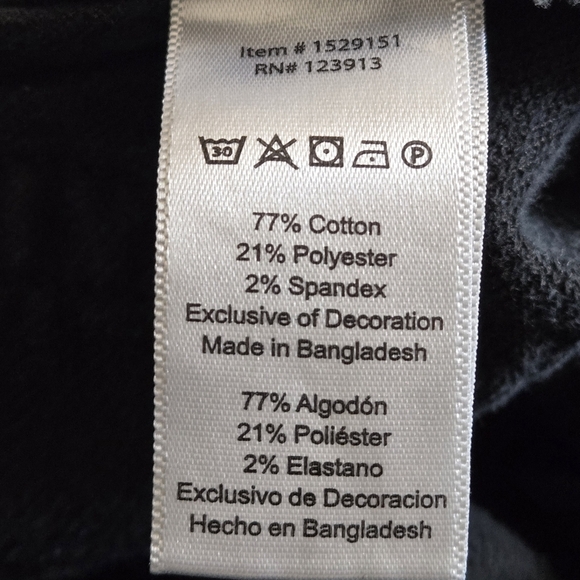 Item # 1529151
RN# 123913
30 P
77% Cotton
21% Polyester
2% Spandex
Exclusive of Decoration
Made in Bangladesh
77% Algodón
21% Poliéster
2% Elastano
Exclusivo de Decoracion
Hecho en Bangladesh